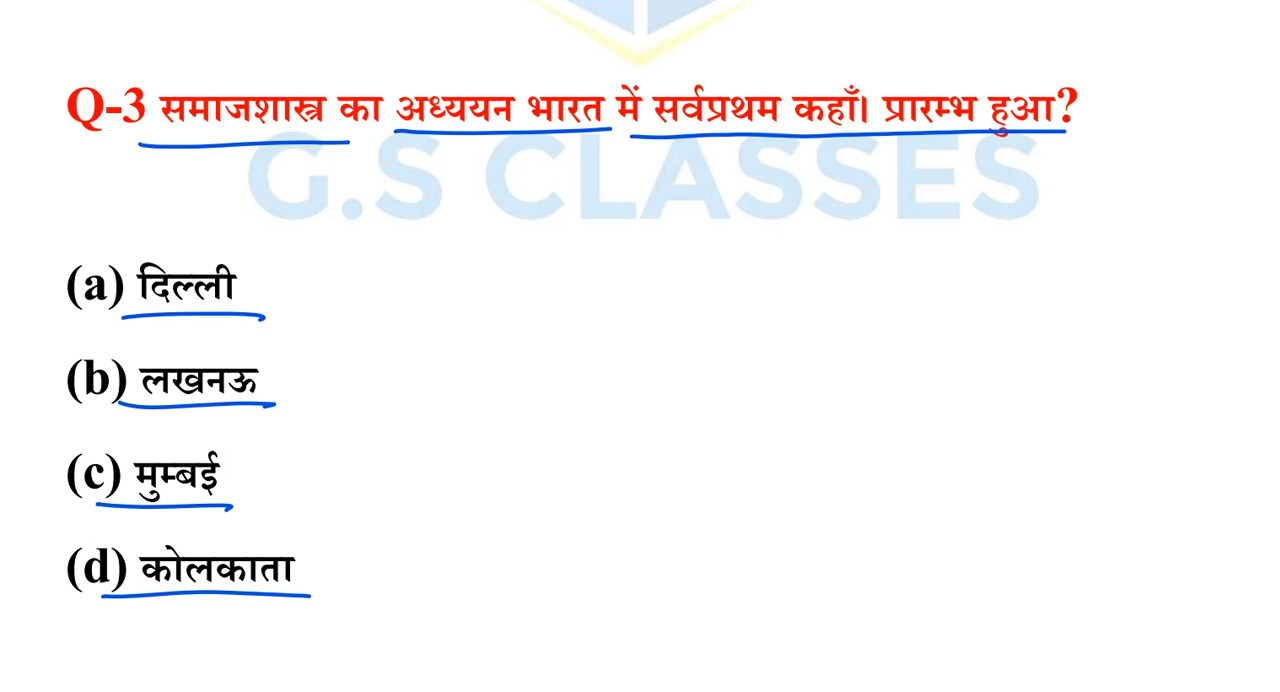 Q-3 समाजशास्त्र का अध्ययन भारत में सर्वप्रथम कहाँ। प्रारम्भ हुआ?
G.S CLASSES
(a) दिल्ली
(b) लखनऊ
(c) मुम्बई
(d) कोलकाता